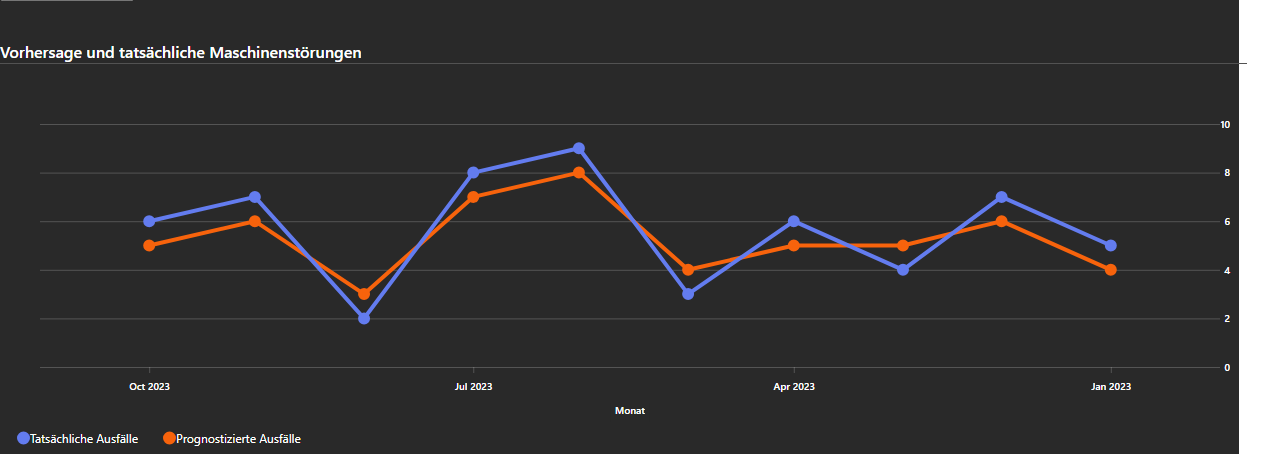 Vorhersage und tatsächliche Maschinenstörungen
10
8
6
4
2
0
Oct 2023 Jul 2023 Apr 2023 Jan 2023
Monat
Tatsächliche Ausfälle Prognostizierte Ausfälle